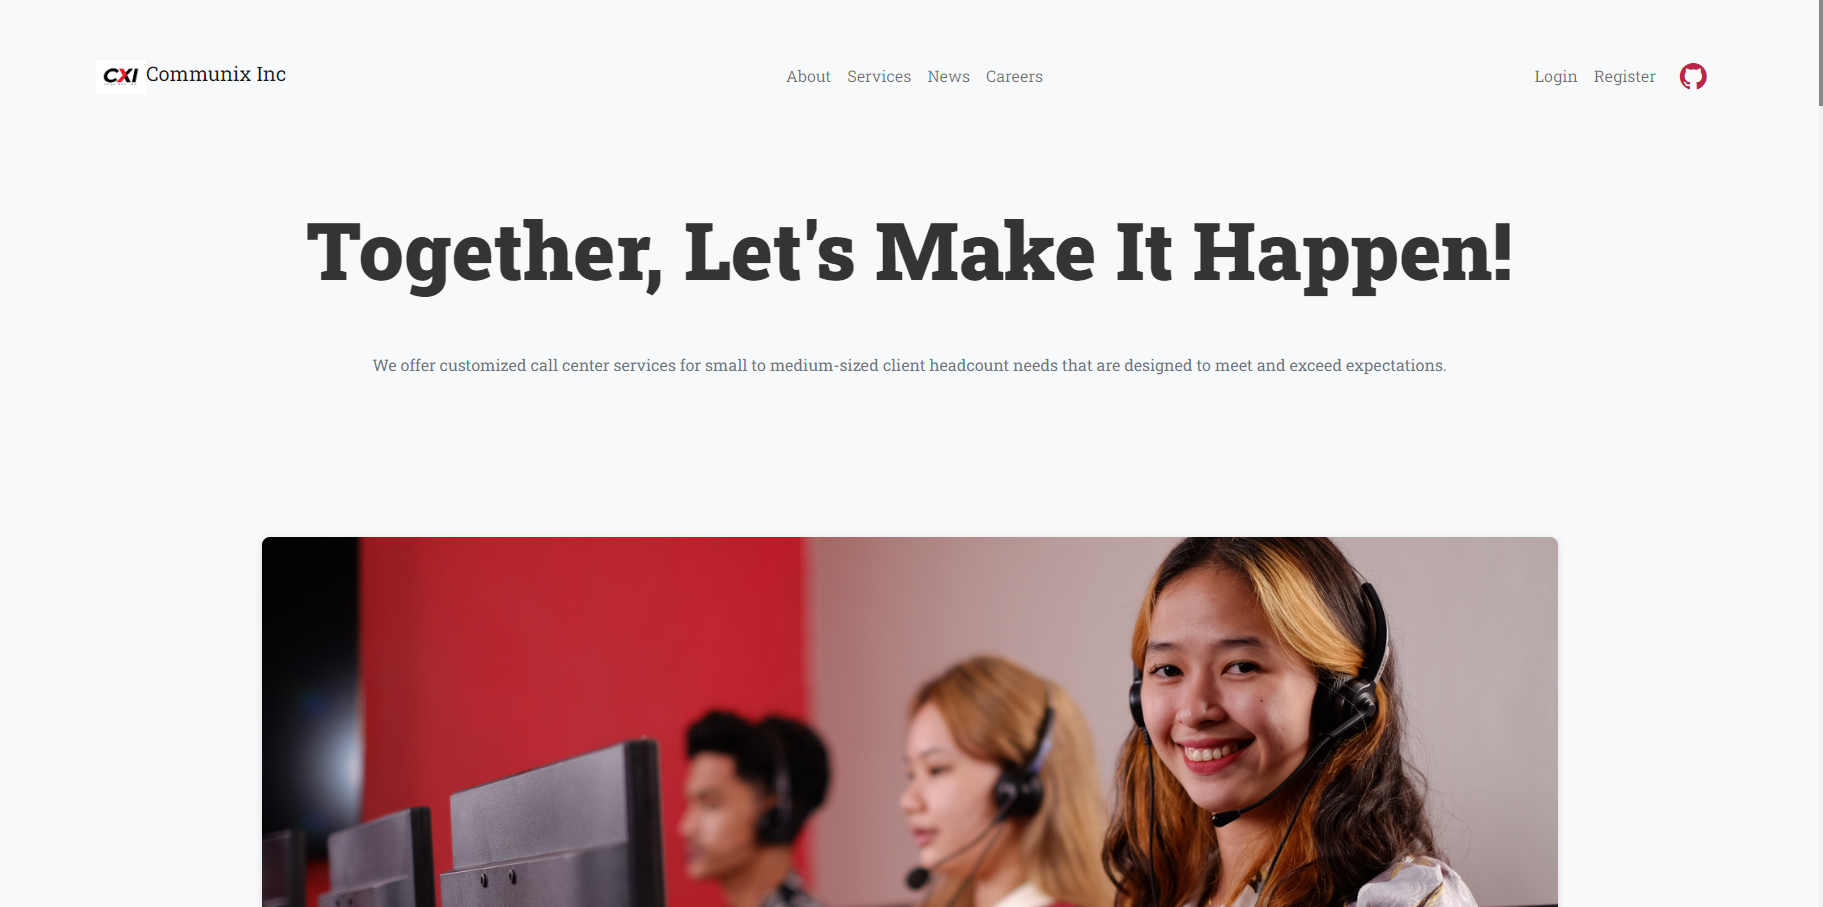 CXI Communix Inc
About Services News Careers
Login Register
Together, Let's Make It Happen!
We offer customized call center services for small to medium-sized client headcount needs that are designed to meet and exceed expectations.